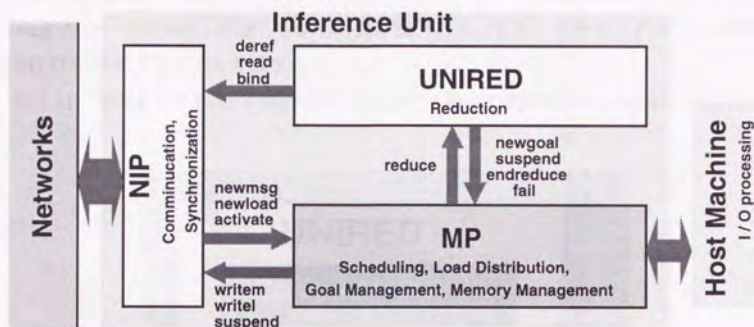 Inference Unit
Networks
NIP
Comminucation,
Synchronization
deref
read
bind
UNIRED
Reduction
reduce
newgoal
suspend
endreduce
fail
newmsg
newload
activate
MP
Scheduling, Load Distribution,
Goal Management, Memory Management
writem
writel
suspend
Host Machine
I / O processing